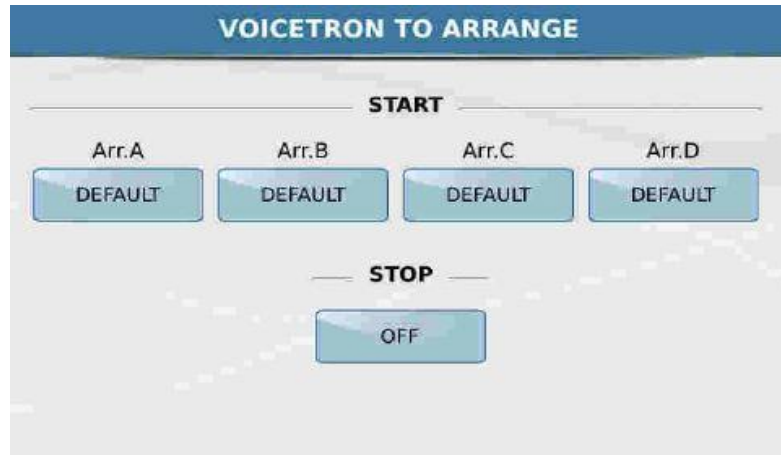 VOICETRON TO ARRANGE
START
Arr.A Arr.B Arr.C Arr.D
DEFAULT DEFAULT DEFAULT DEFAULT
STOP
OFF